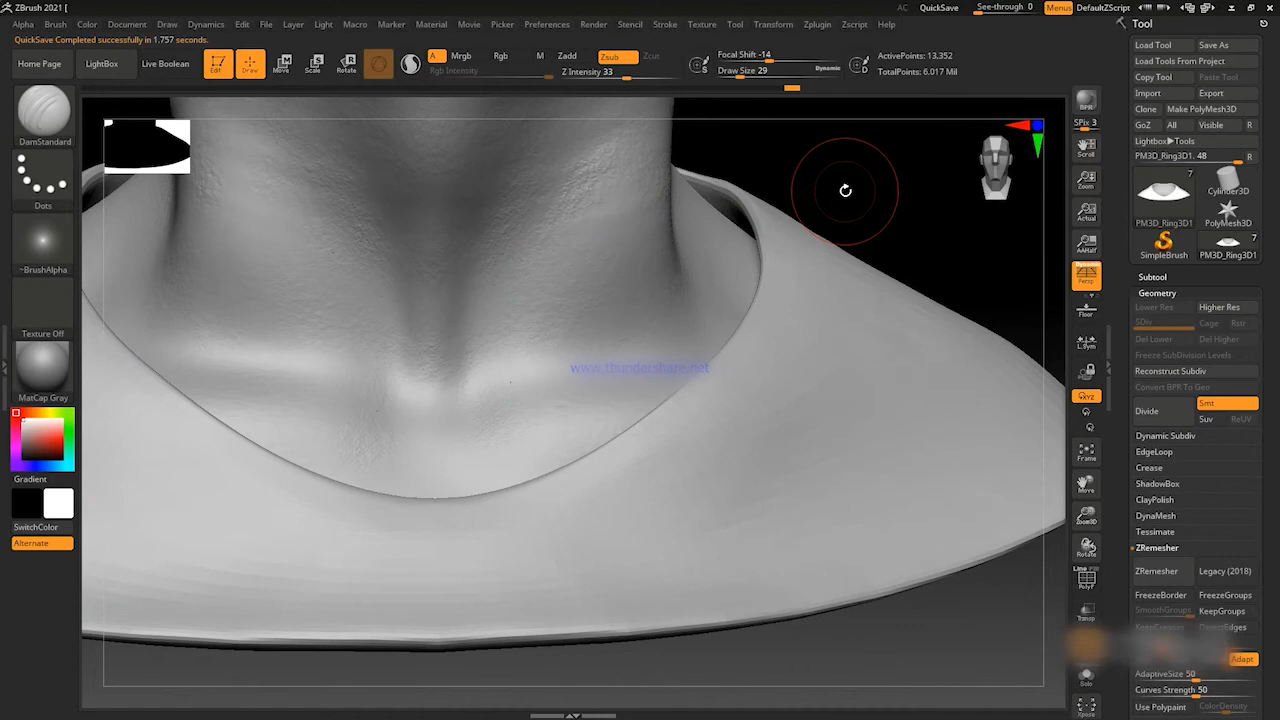 ZBrush 2021 [
AC QuickSave See-through 0 Menus DefaultZScript
Alpha Brush Color Document Draw Dynamics Edit File Layer Light Macro Marker Material Movie Picker Preferences Render Stencil Stroke Texture Tool Transform Zplugin Zscript Help
QuickSave Completed successfully in 1.757 seconds.
Home Page LightBox Live Boolean Edit Draw Move Scale Rotate
A Mrgb Rgb M Zadd Zsub Zcut
Rgb Intensity Z Intensity 33
Focal Shift -14
Draw Size 29 Dynamic
S D
ActivePoints: 13,352
TotalPoints: 6.017 Mil
DamStandard
Dots
~BrushAlpha
Texture Off
MatCap Gray
Gradient
SwitchColor
Alternate
www.thundershare.net
BPR
SPix 3
Scroll
Zoom
Actual
AAHalf
Dynamic
Persp
Floor
L.Sym
XYZ
Frame
Move
Zoom3D
Rotate
Line Fill
PolyF
Transp
Solo
Xpose
Tool
Load Tool Save As
Load Tools From Project
Copy Tool Paste Tool
Import Export
Clone Make PolyMesh3D
GoZ All Visible R
Lightbox▶Tools
PM3D_Ring3D1. 48 R
7
Cylinder3D
PM3D_Ring3D1 PolyMesh3D
7
SimpleBrush PM3D_Ring3D1
Subtool
Geometry
Lower Res Higher Res
SDiv Cage Rstr
Del Lower Del Higher
Freeze SubDivision Levels
Reconstruct Subdiv
Convert BPR To Geo
Divide Smt
Suv ReUV
Dynamic Subdiv
EdgeLoop
Crease
ShadowBox
ClayPolish
DynaMesh
Tessimate
ZRemesher
ZRemesher Legacy (2018)
FreezeBorder FreezeGroups
SmoothGroups KeepGroups
KeepCreases DetectEdges
Adapt
AdaptiveSize 50
Curves Strength 50
Use Polypaint ColorDensity